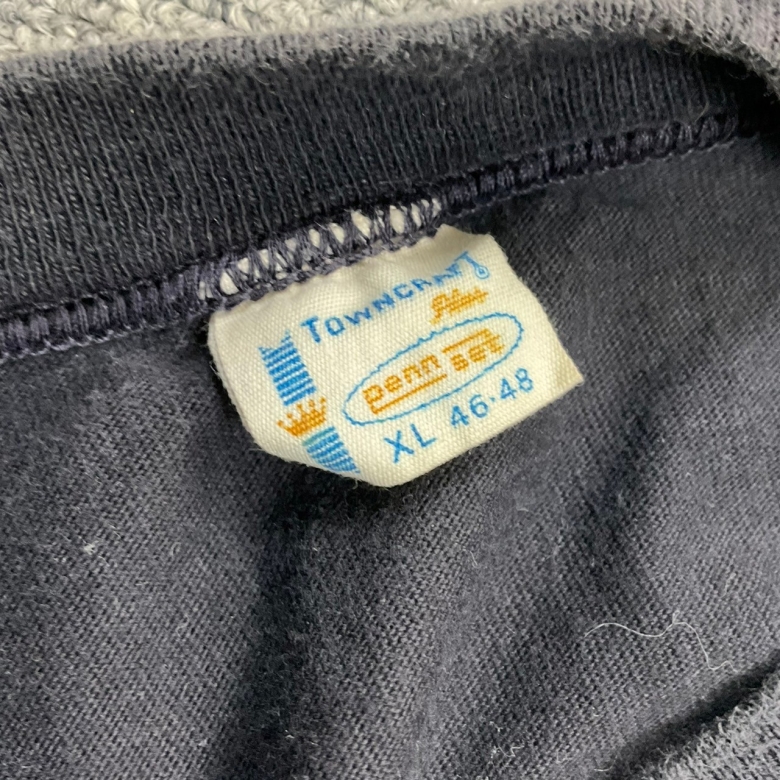 TOWNCRAFT
Plus
penn
set
XL 46-48